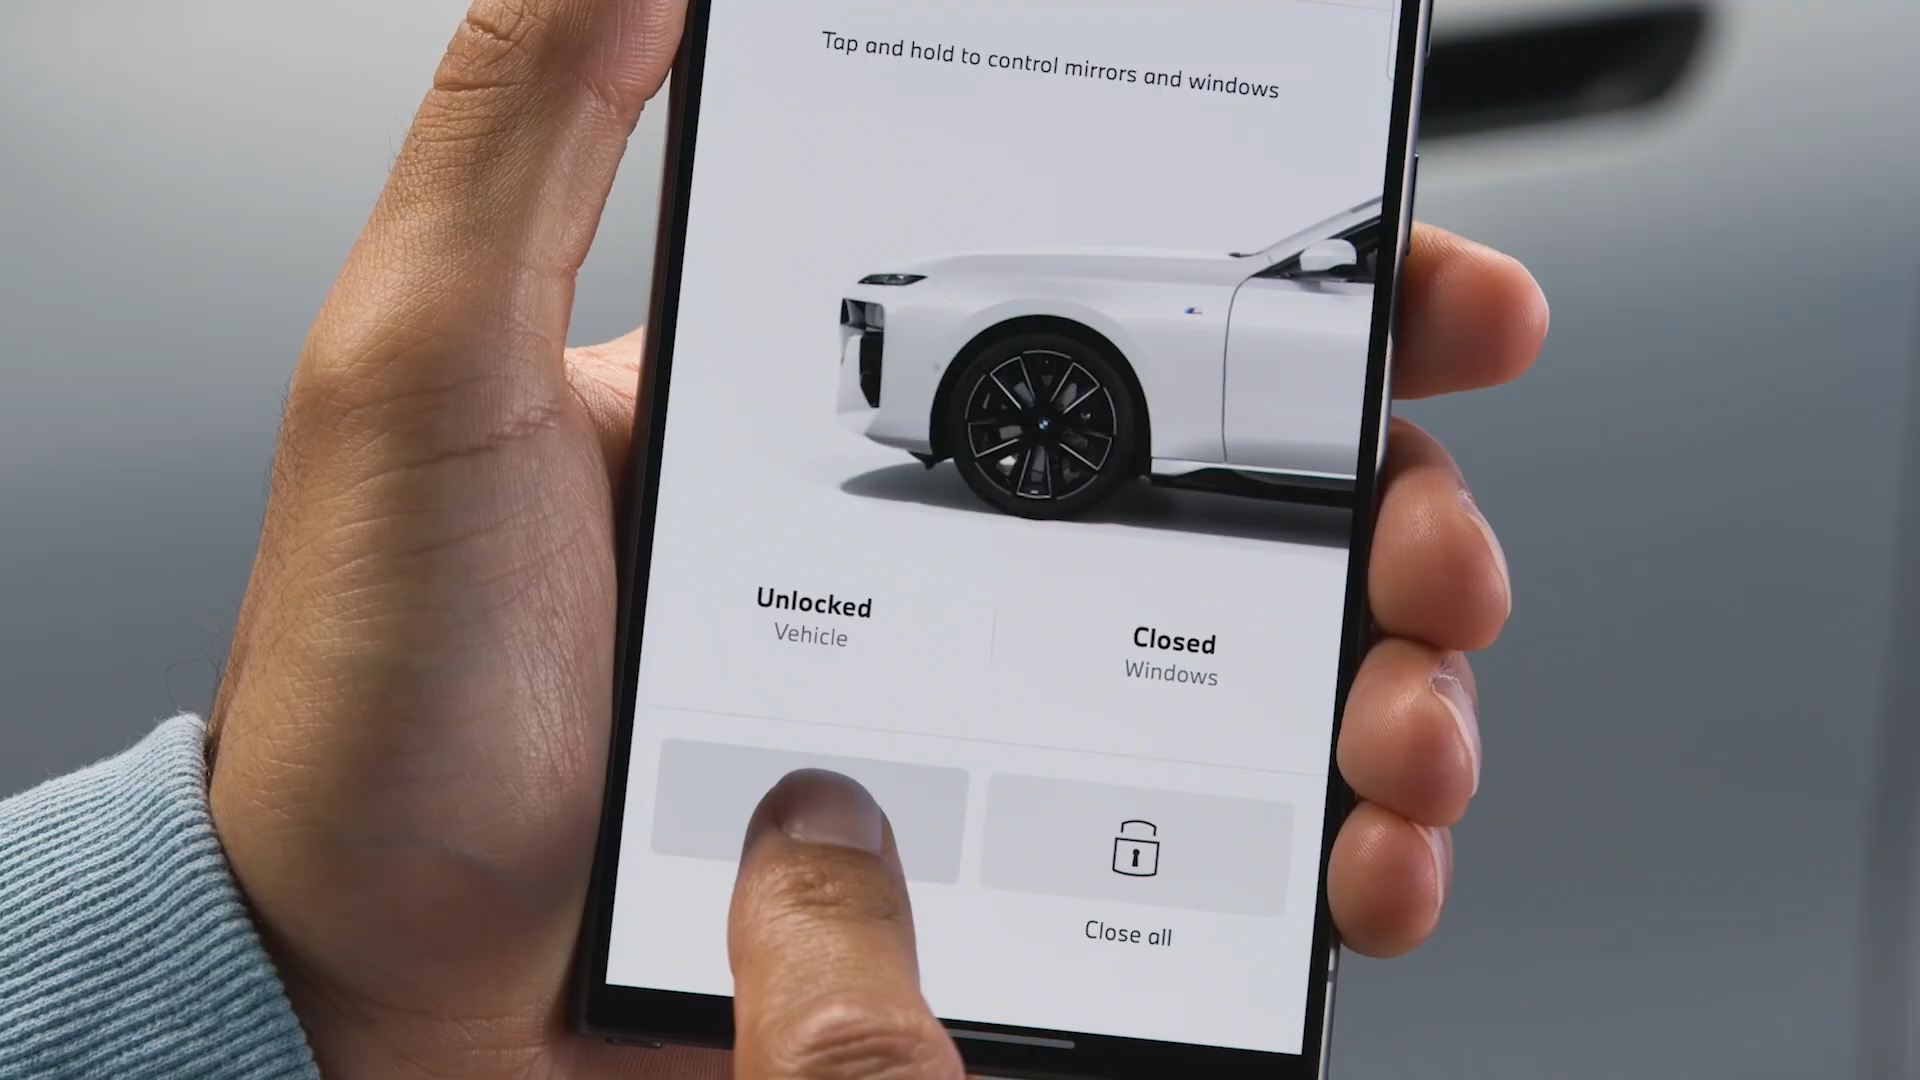 Tap and hold to control mirrors and windows
Unlocked
Vehicle
Closed
Windows
Close all